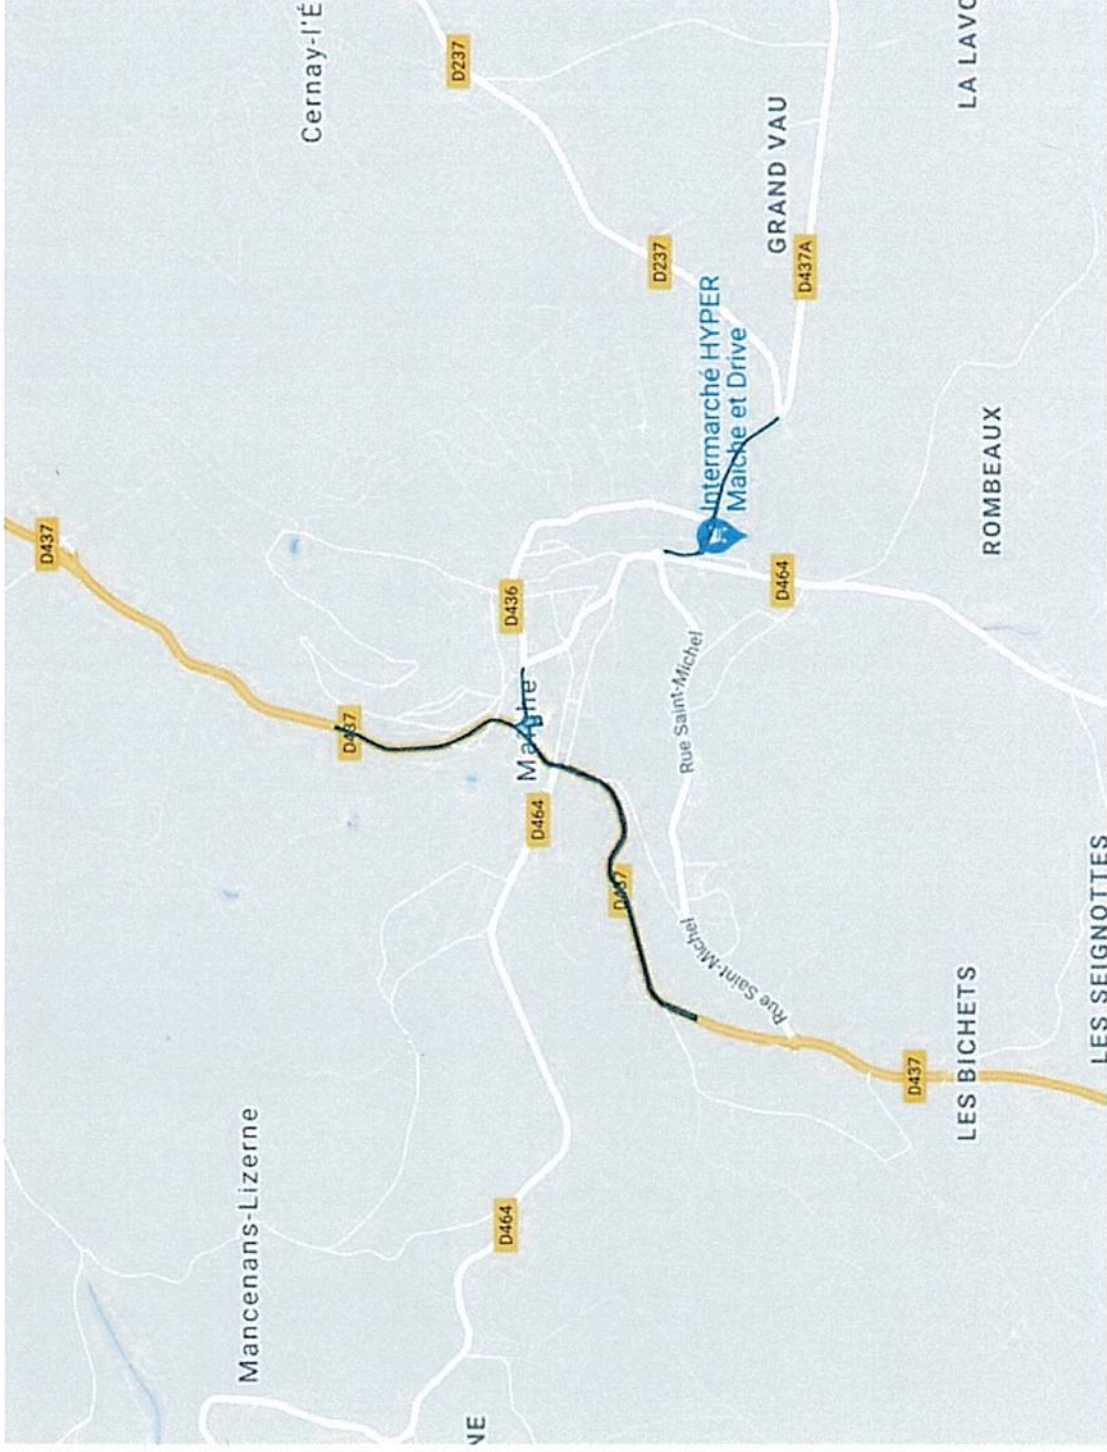 Mancenans-Lizerne
Cernay-l'É
D437
D237
D437
D464
NE
D464
Maîche
D436
D437
D237
Intermarché HYPER
Maîche et Drive
Rue Saint-Michel
Rue Saint-Michel
GRAND VAU
D437A
D464
D437
LES BICHETS
ROMBEAUX
LA LAVO
LES SEIGNOTTES